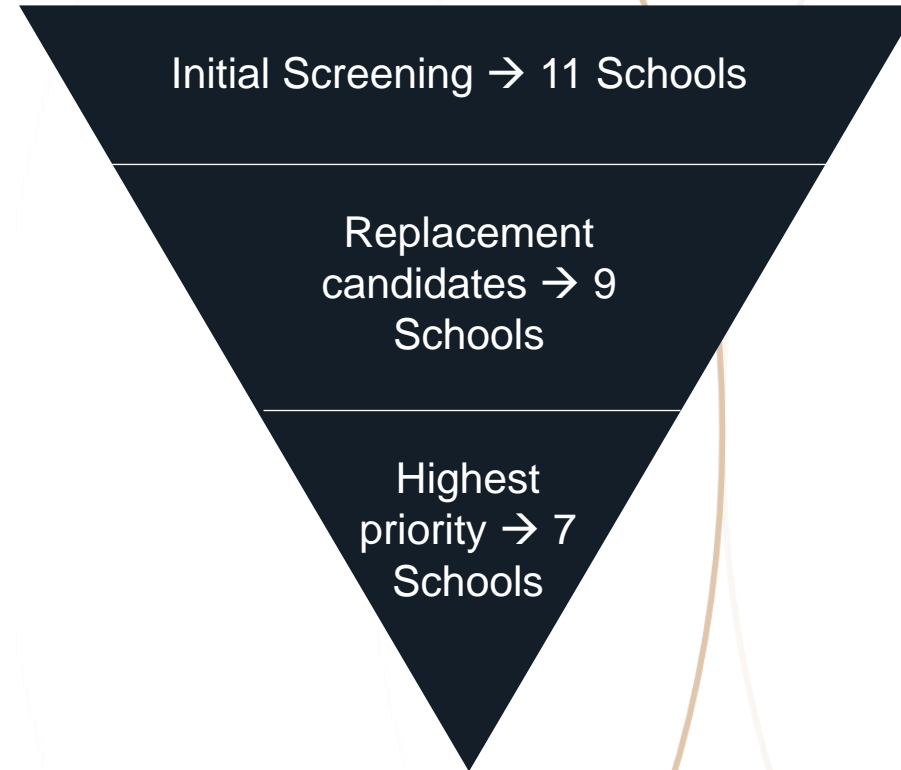 Initial Screening → 11 Schools
Replacement
candidates → 9
Schools
Highest
priority → 7
Schools